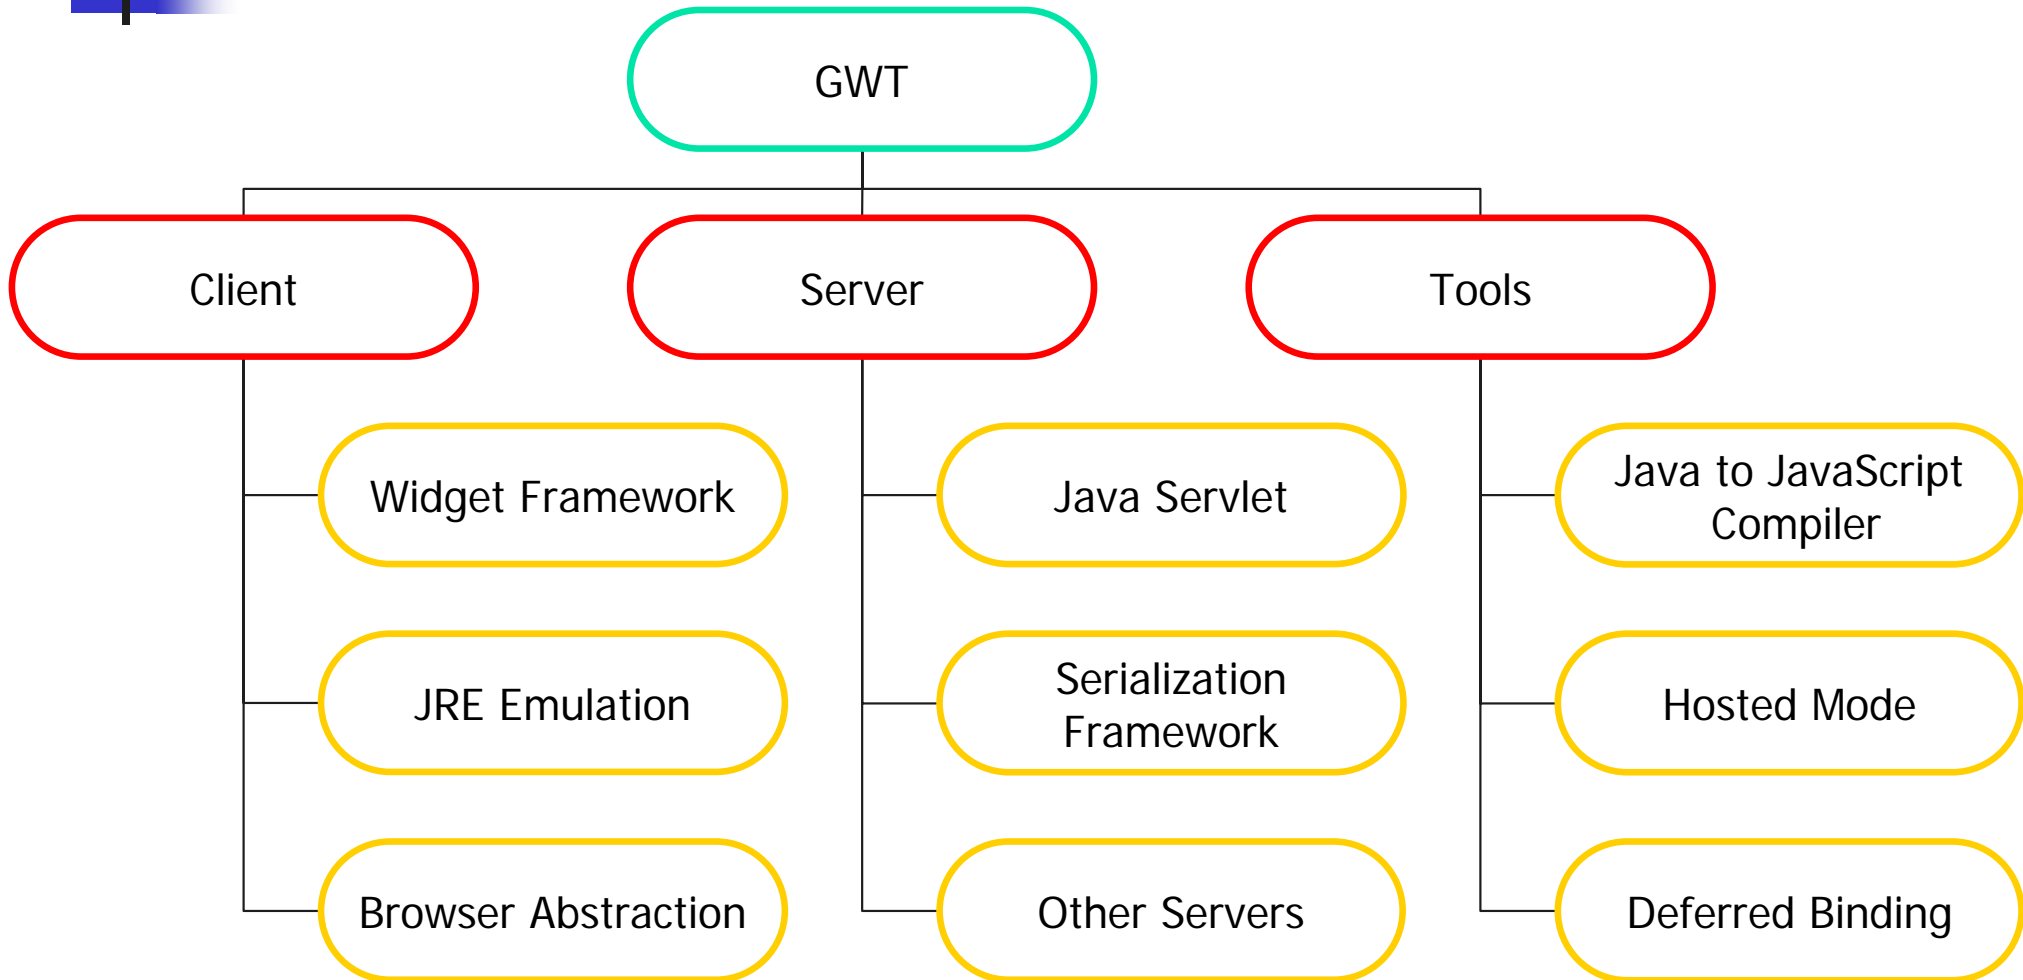 GWT
Client
Server
Tools
Widget Framework
Java Servlet
Java to JavaScript
Compiler
JRE Emulation
Serialization
Framework
Hosted Mode
Browser Abstraction
Other Servers
Deferred Binding